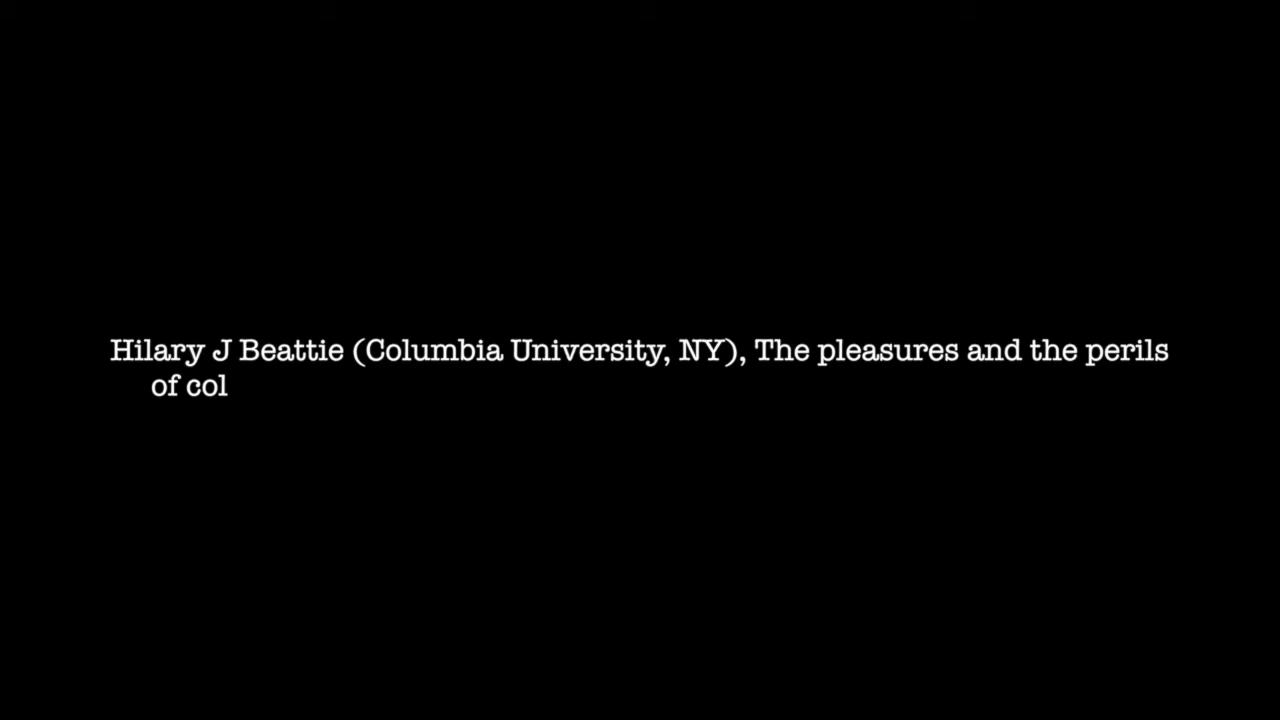 Hilary J Beattie (Columbia University, NY), The pleasures and the perils
of col